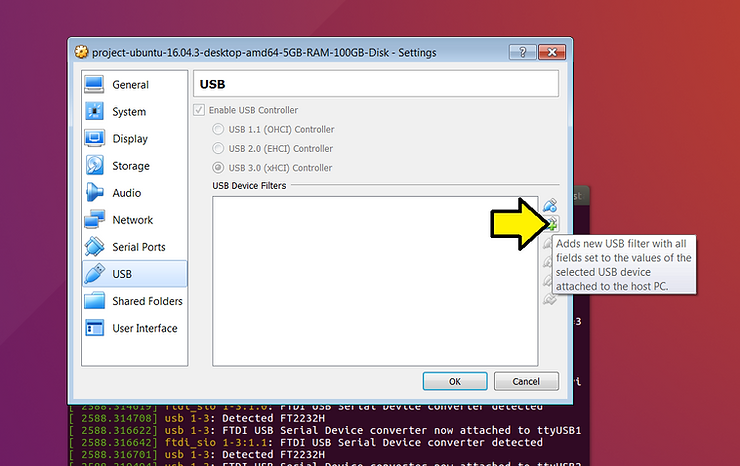 project-ubuntu-16.04.3-desktop-amd64-5GB-RAM-100GB-Disk - Settings
General
System
Display
Storage
Audio
Network
Serial Ports
USB
Shared Folders
User Interface
USB
Enable USB Controller
USB 1.1 (OHCI) Controller
USB 2.0 (EHCI) Controller
USB 3.0 (xHCI) Controller
USB Device Filters
Adds new USB filter with all
fields set to the values of the
selected USB device
attached to the host PC.
OK
Cancel
[ 2588.314619] ftdi_sio 1-3:1.0: FTDI USB Serial Device converter detected
[ 2588.314708] usb 1-3: Detected FT2232H
[ 2588.316622] usb 1-3: FTDI USB Serial Device converter now attached to ttyUSB1
[ 2588.316642] ftdi_sio 1-3:1.1: FTDI USB Serial Device converter detected
[ 2588.316701] usb 1-3: Detected FT2232H